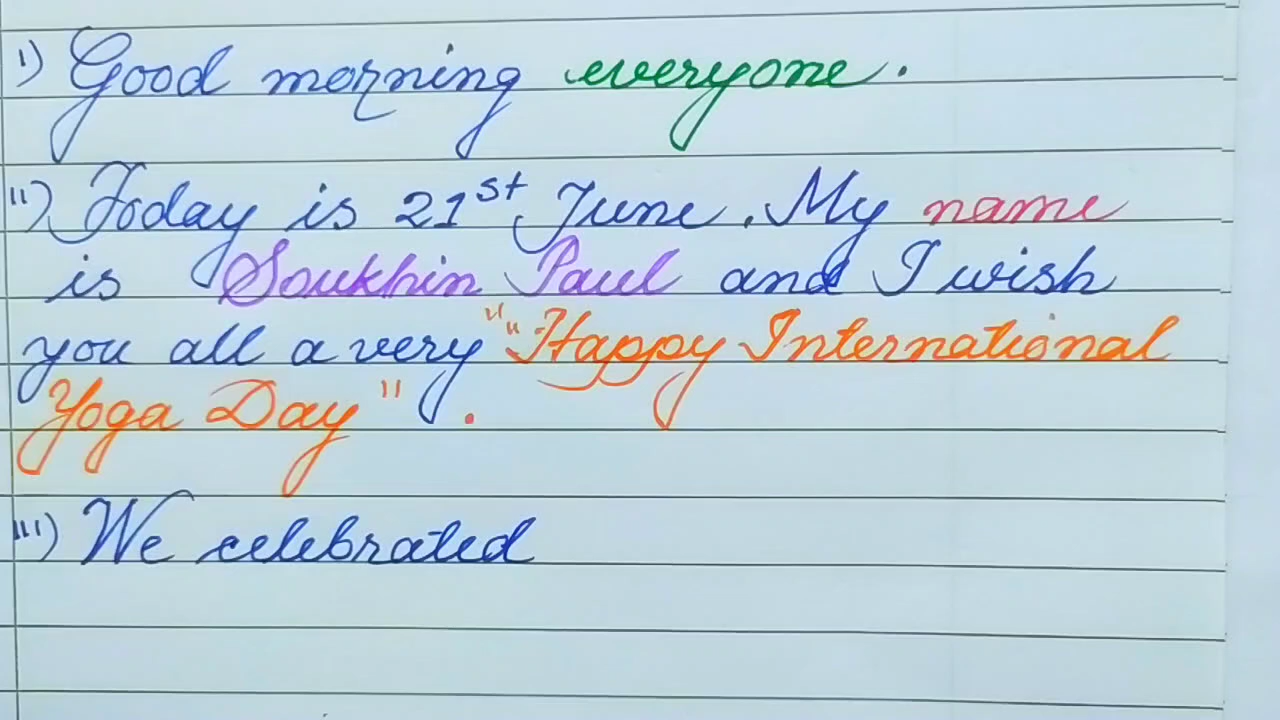 i) Good morning everyone.
ii) Today is 21st June. My name
is Soukhin Paul and I wish
you all a very "Happy International
Yoga Day".
iii) We celebrated